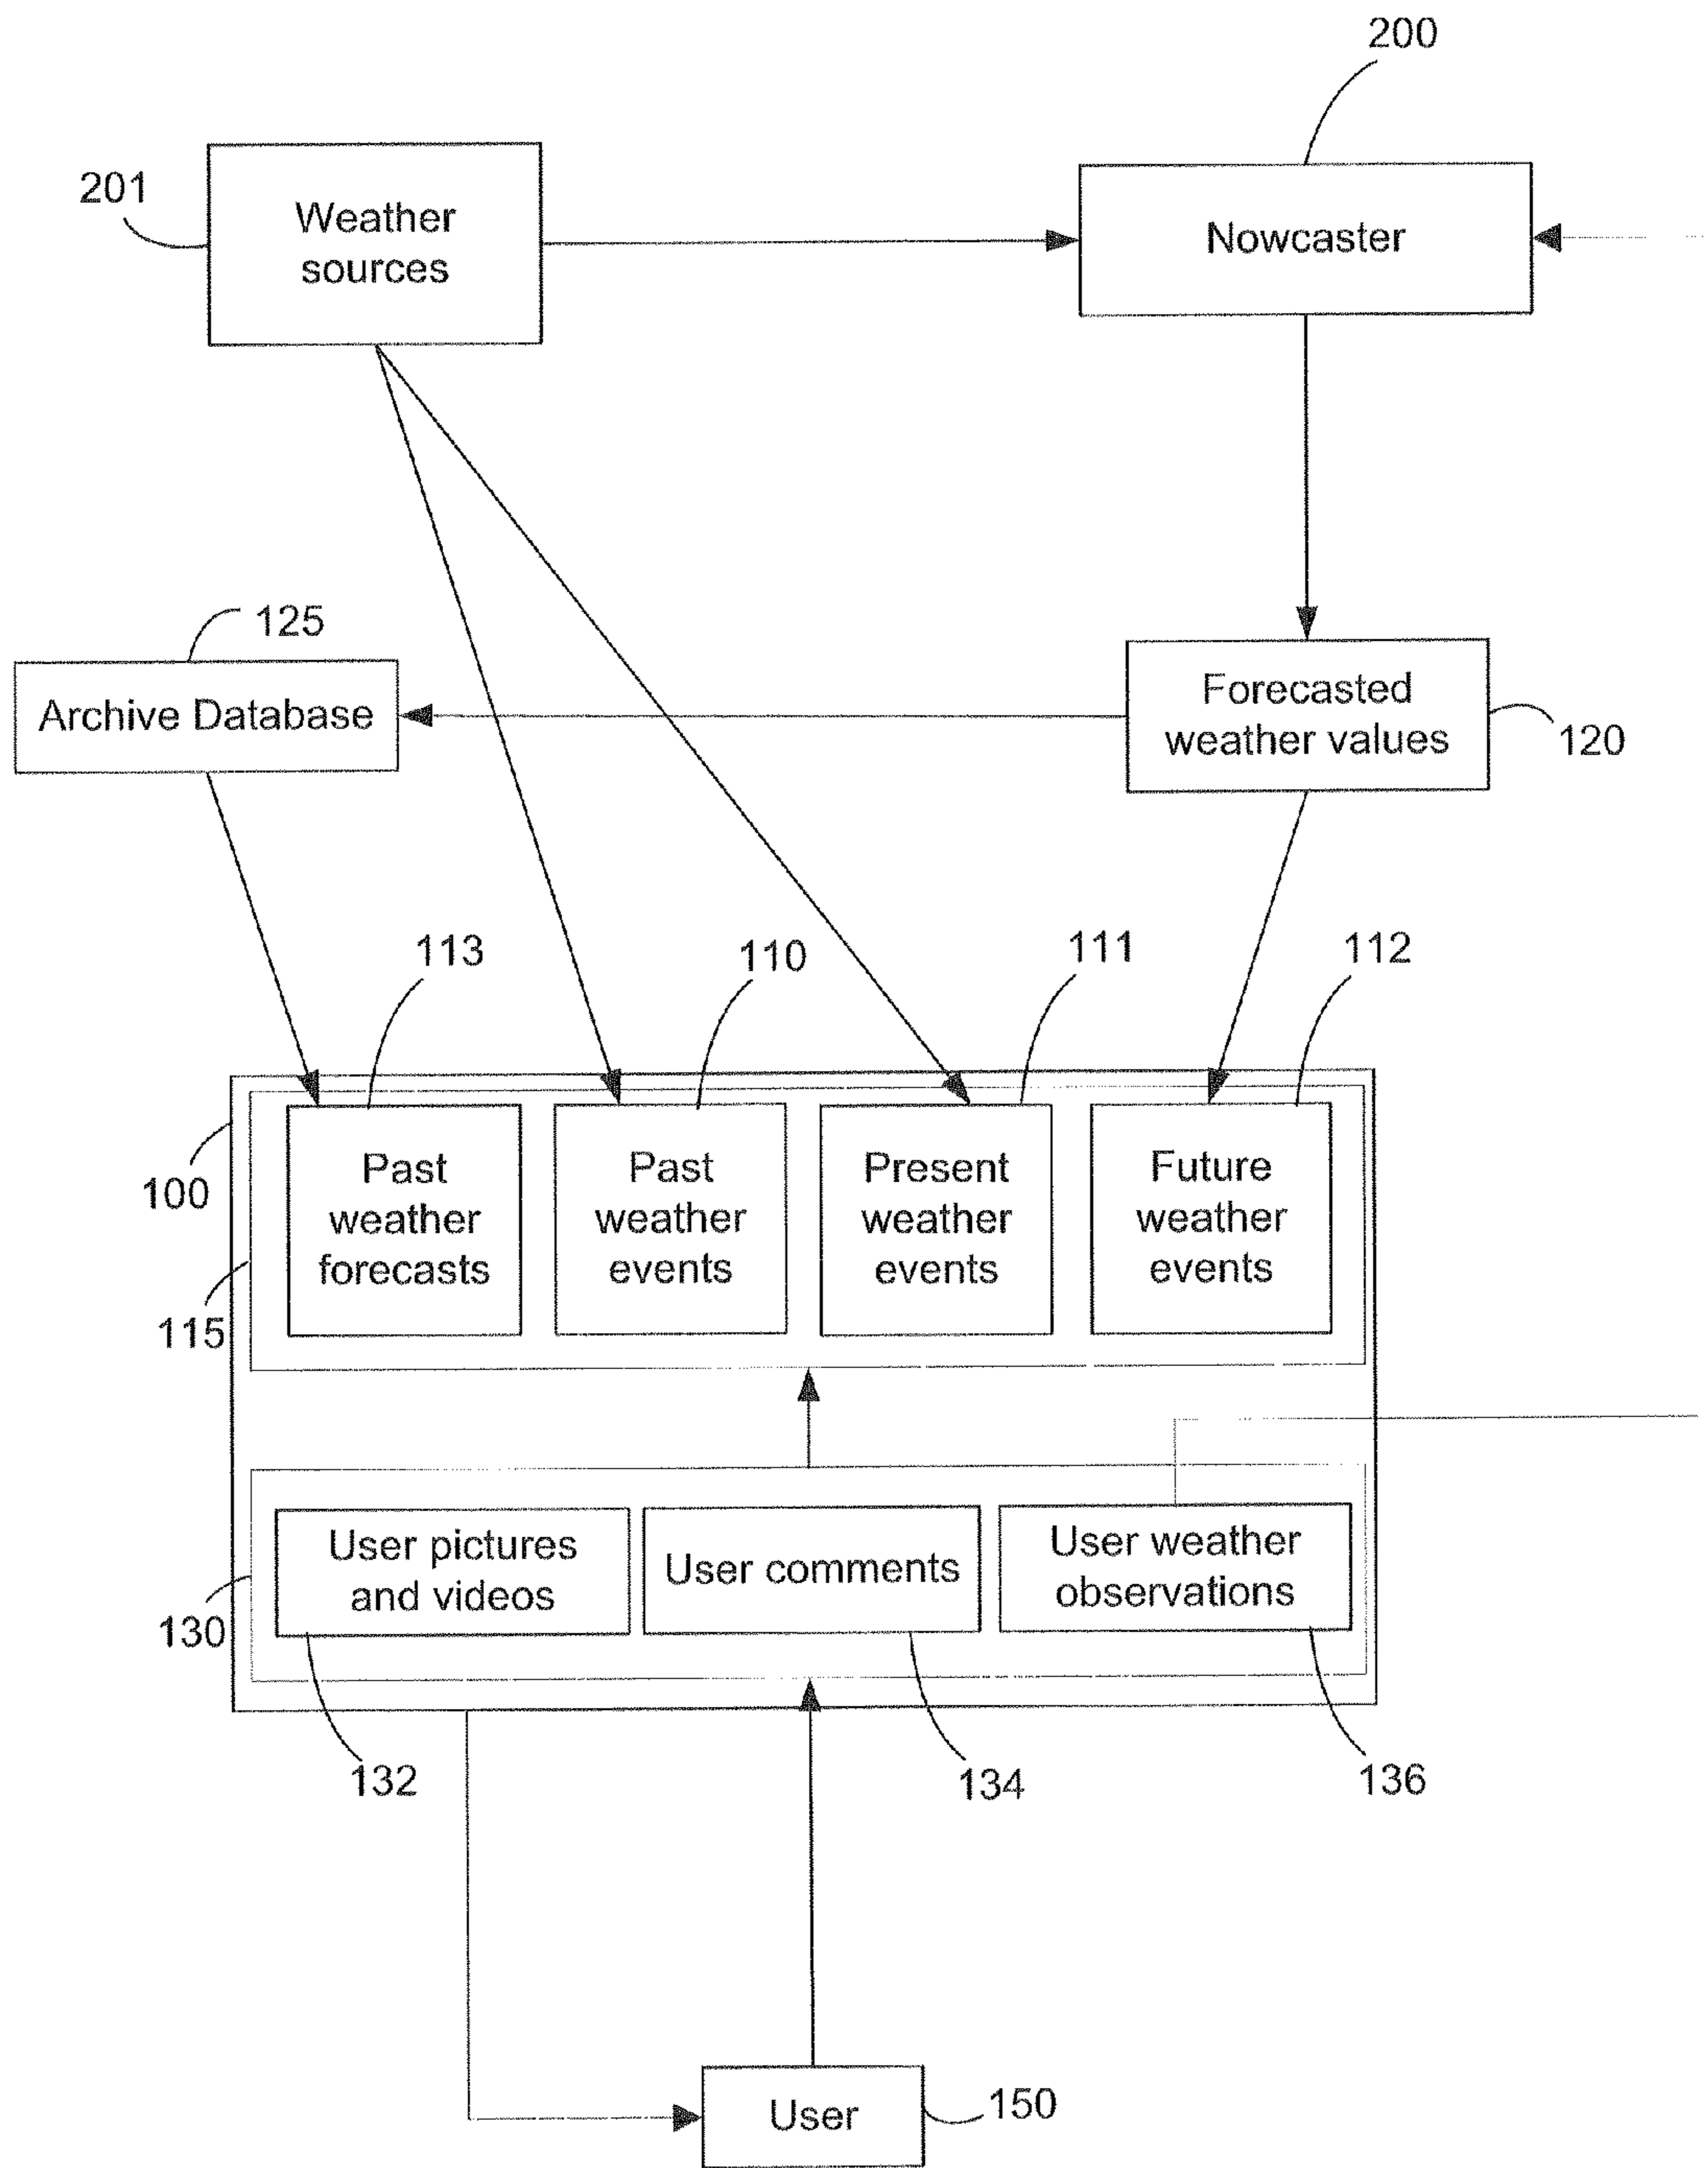 200
201
Weather
sources
Nowcaster
125
Archive Database
Forecasted
weather values
120
113
110
111
112
100
Past
weather
forecasts
Past
weather
events
Present
weather
events
Future
weather
events
115
User pictures
and videos
User comments
User weather
observations
130
132
134
136
User
150